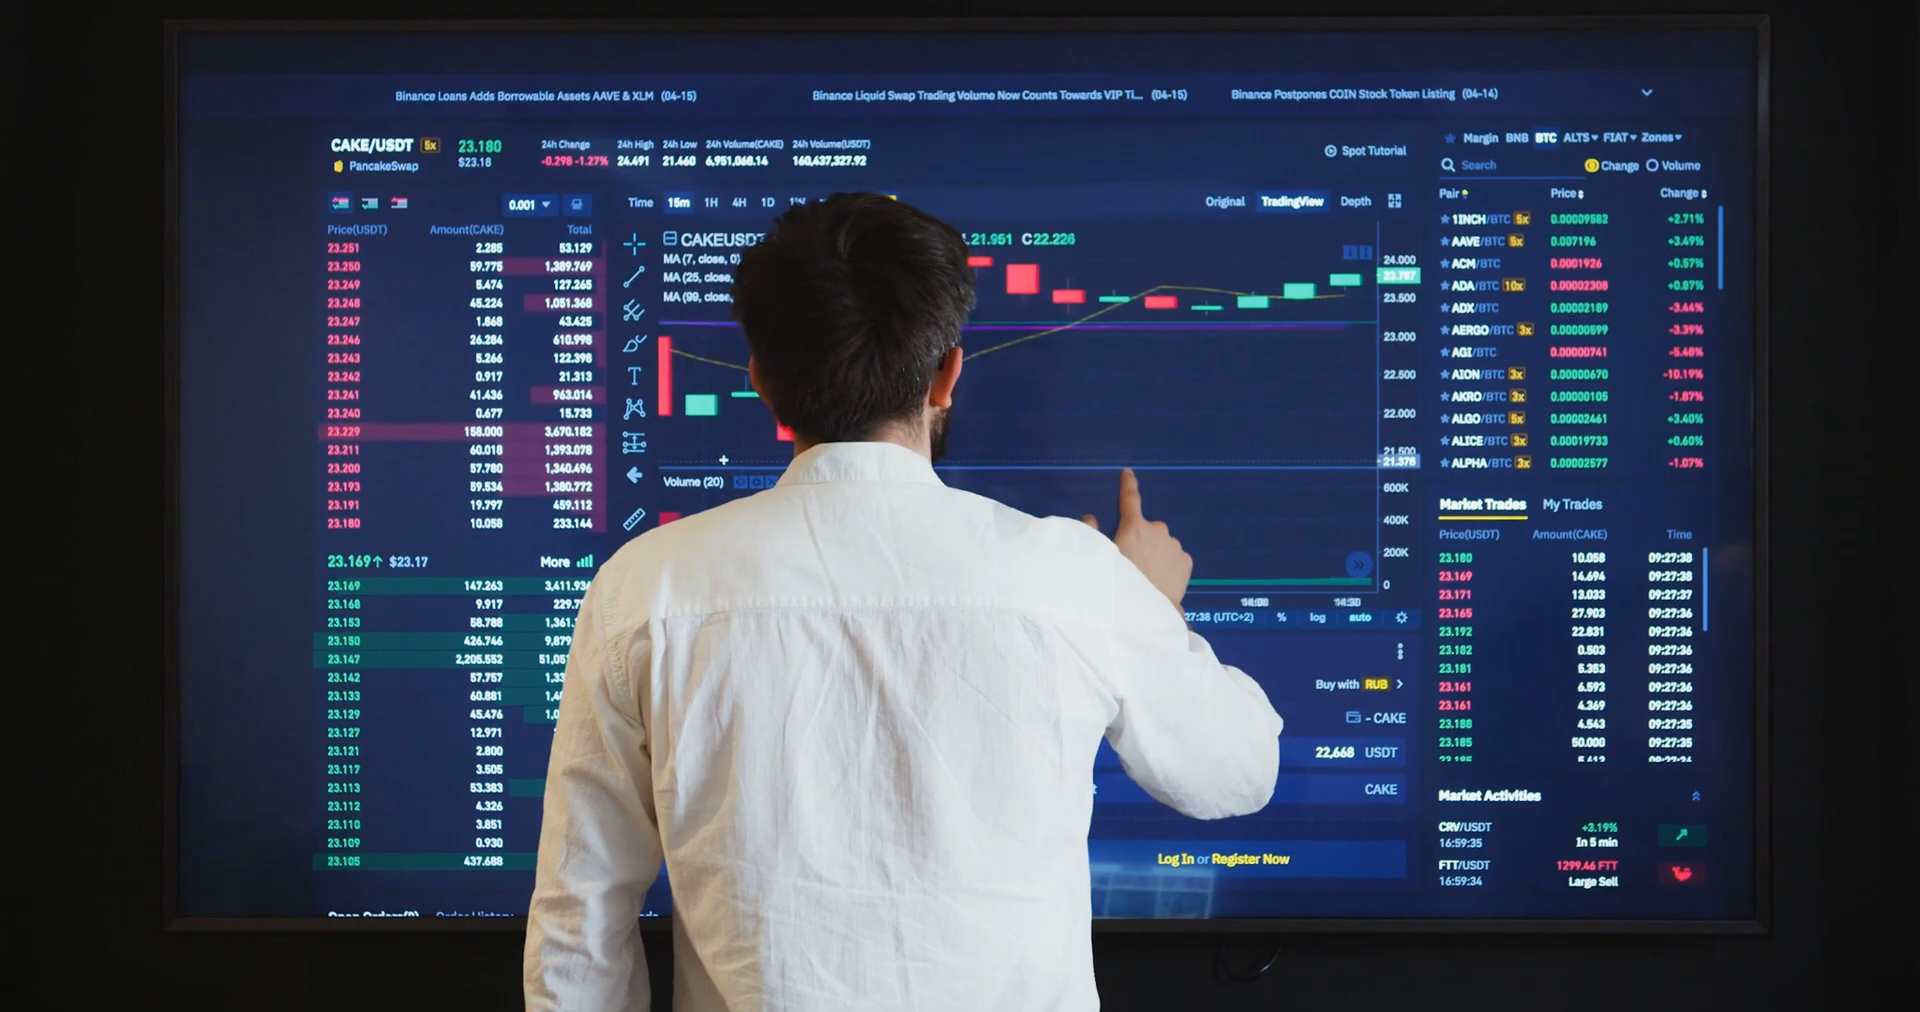 Binance Loans Adds Borrowable Assets AAVE & XLM (04-15)
Binance Liquid Swap Trading Volume Now Counts Towards VIP Ti... (04-15)
Binance Postpones COIN Stock Token Listing (04-14)
CAKE/USDT 5x 23.180
PancakeSwap $23.18
24h Change 24h High 24h Low 24h Volume(CAKE) 24h Volume(USDT)
-0.298 -1.27% 24.491 21.460 6,951,068.14 160,437,327.92
Spot Tutorial
0.001
Price(USDT) Amount(CAKE) Total
23.251 2.285 53.129
23.250 59.775 1,389.769
23.249 5.474 127.265
23.248 45.224 1,051.368
23.247 1.868 43.425
23.246 26.284 610.998
23.243 5.266 122.398
23.242 0.917 21.313
23.241 41.436 963.014
23.240 0.677 15.733
23.229 158.000 3,670.182
23.211 60.018 1,393.078
23.200 57.780 1,340.496
23.193 59.534 1,380.772
23.191 19.797 459.112
23.180 10.058 233.144
23.169↑ $23.17 More
23.169 147.263 3,411.936
23.168 9.917 229.7
23.153 58.788 1,361.
23.150 426.746 9,879
23.147 2,205.552 51,051
23.142 57.757 1,33
23.133 60.881
23.129 45.476 1,0
23.127 12.971
23.121 2.800
23.117 3.505
23.113 53.383
23.112 4.326
23.110 3.851
23.109 0.930
23.105 437.688
Time 15m 1H 4H 1D 1W
Original TradingView Depth
CAKEUSDT L21.951 C22.226
MA (7, close, 0)
MA (25, close,
MA (99, close,
24.000
23.787
23.500
23.000
22.500
22.000
21.500
21.376
Volume (20)
600K
400K
200K
0
14:30
27:38 (UTC+2) % log auto
Buy with RUB >
- CAKE
22,668 USDT
CAKE
Log In or Register Now
Margin BNB BTC ALTS FIAT Zones
Search Change Volume
Pair Price Change
1INCH/BTC 5x 0.00009582 +2.71%
AAVE/BTC 5x 0.007196 +3.49%
ACM/BTC 0.0001926 +0.57%
ADA/BTC 10x 0.00002308 +0.87%
ADX/BTC 0.00002189 -3.44%
AERGO/BTC 3x 0.00000599 -3.39%
AGI/BTC 0.00000741 -5.48%
AION/BTC 3x 0.00000670 -10.19%
AKRO/BTC 3x 0.00000105 -1.87%
ALGO/BTC 5x 0.00002461 +3.40%
ALICE/BTC 3x 0.00019733 +0.60%
ALPHA/BTC 3x 0.00002577 -1.07%
Market Trades My Trades
Price(USDT) Amount(CAKE) Time
23.180 10.058 09:27:38
23.169 14.694 09:27:38
23.171 13.033 09:27:37
23.165 27.903 09:27:36
23.192 22.831 09:27:36
23.182 0.503 09:27:36
23.181 5.353 09:27:36
23.161 6.593 09:27:36
23.161 4.369 09:27:36
23.188 4.543 09:27:35
23.185 50.000 09:27:35
Market Activities
CRV/USDT +3.19%
16:59:35 In 5 min
FTT/USDT 1299.46 FTT
16:59:34 Large Sell
Open Orders(0) Order History